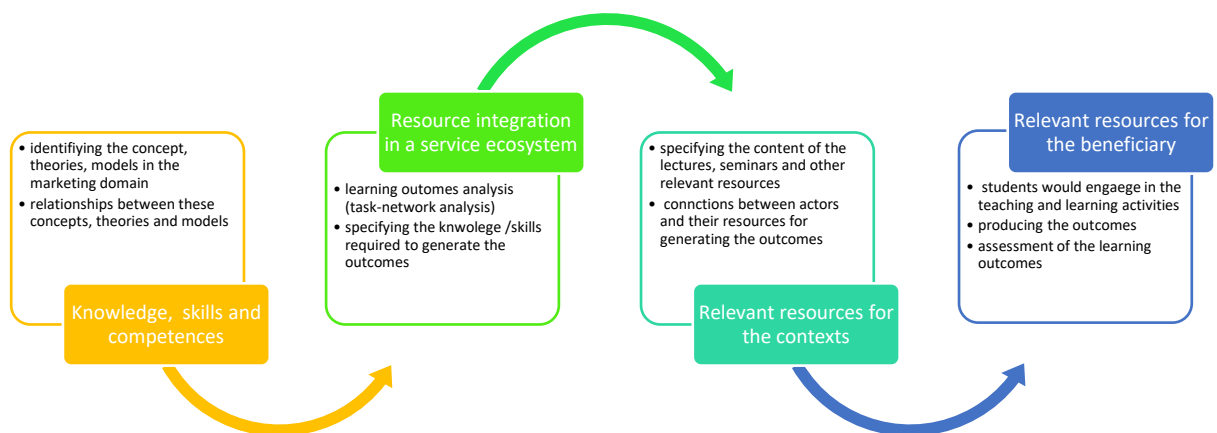 • identifiying the concept,
theories, models in the
marketing domain
• relationships between these
concepts, theories and models
Knowledge, skills and
competences
Resource integration
in a service ecosystem
• learning outomes analysis
(task-network analysis)
• specifying the knwolege /skills
required to generate the
outcomes
• specifying the content of the
lectures, seminars and other
relevant resources
• connctions between actors
and their resources for
generating the outcomes
Relevant resources for
the contexts
Relevant resources for
the beneficiary
• students would engaege in the
teaching and learning activities
• producing the outcomes
• assessment of the learning
outcomes